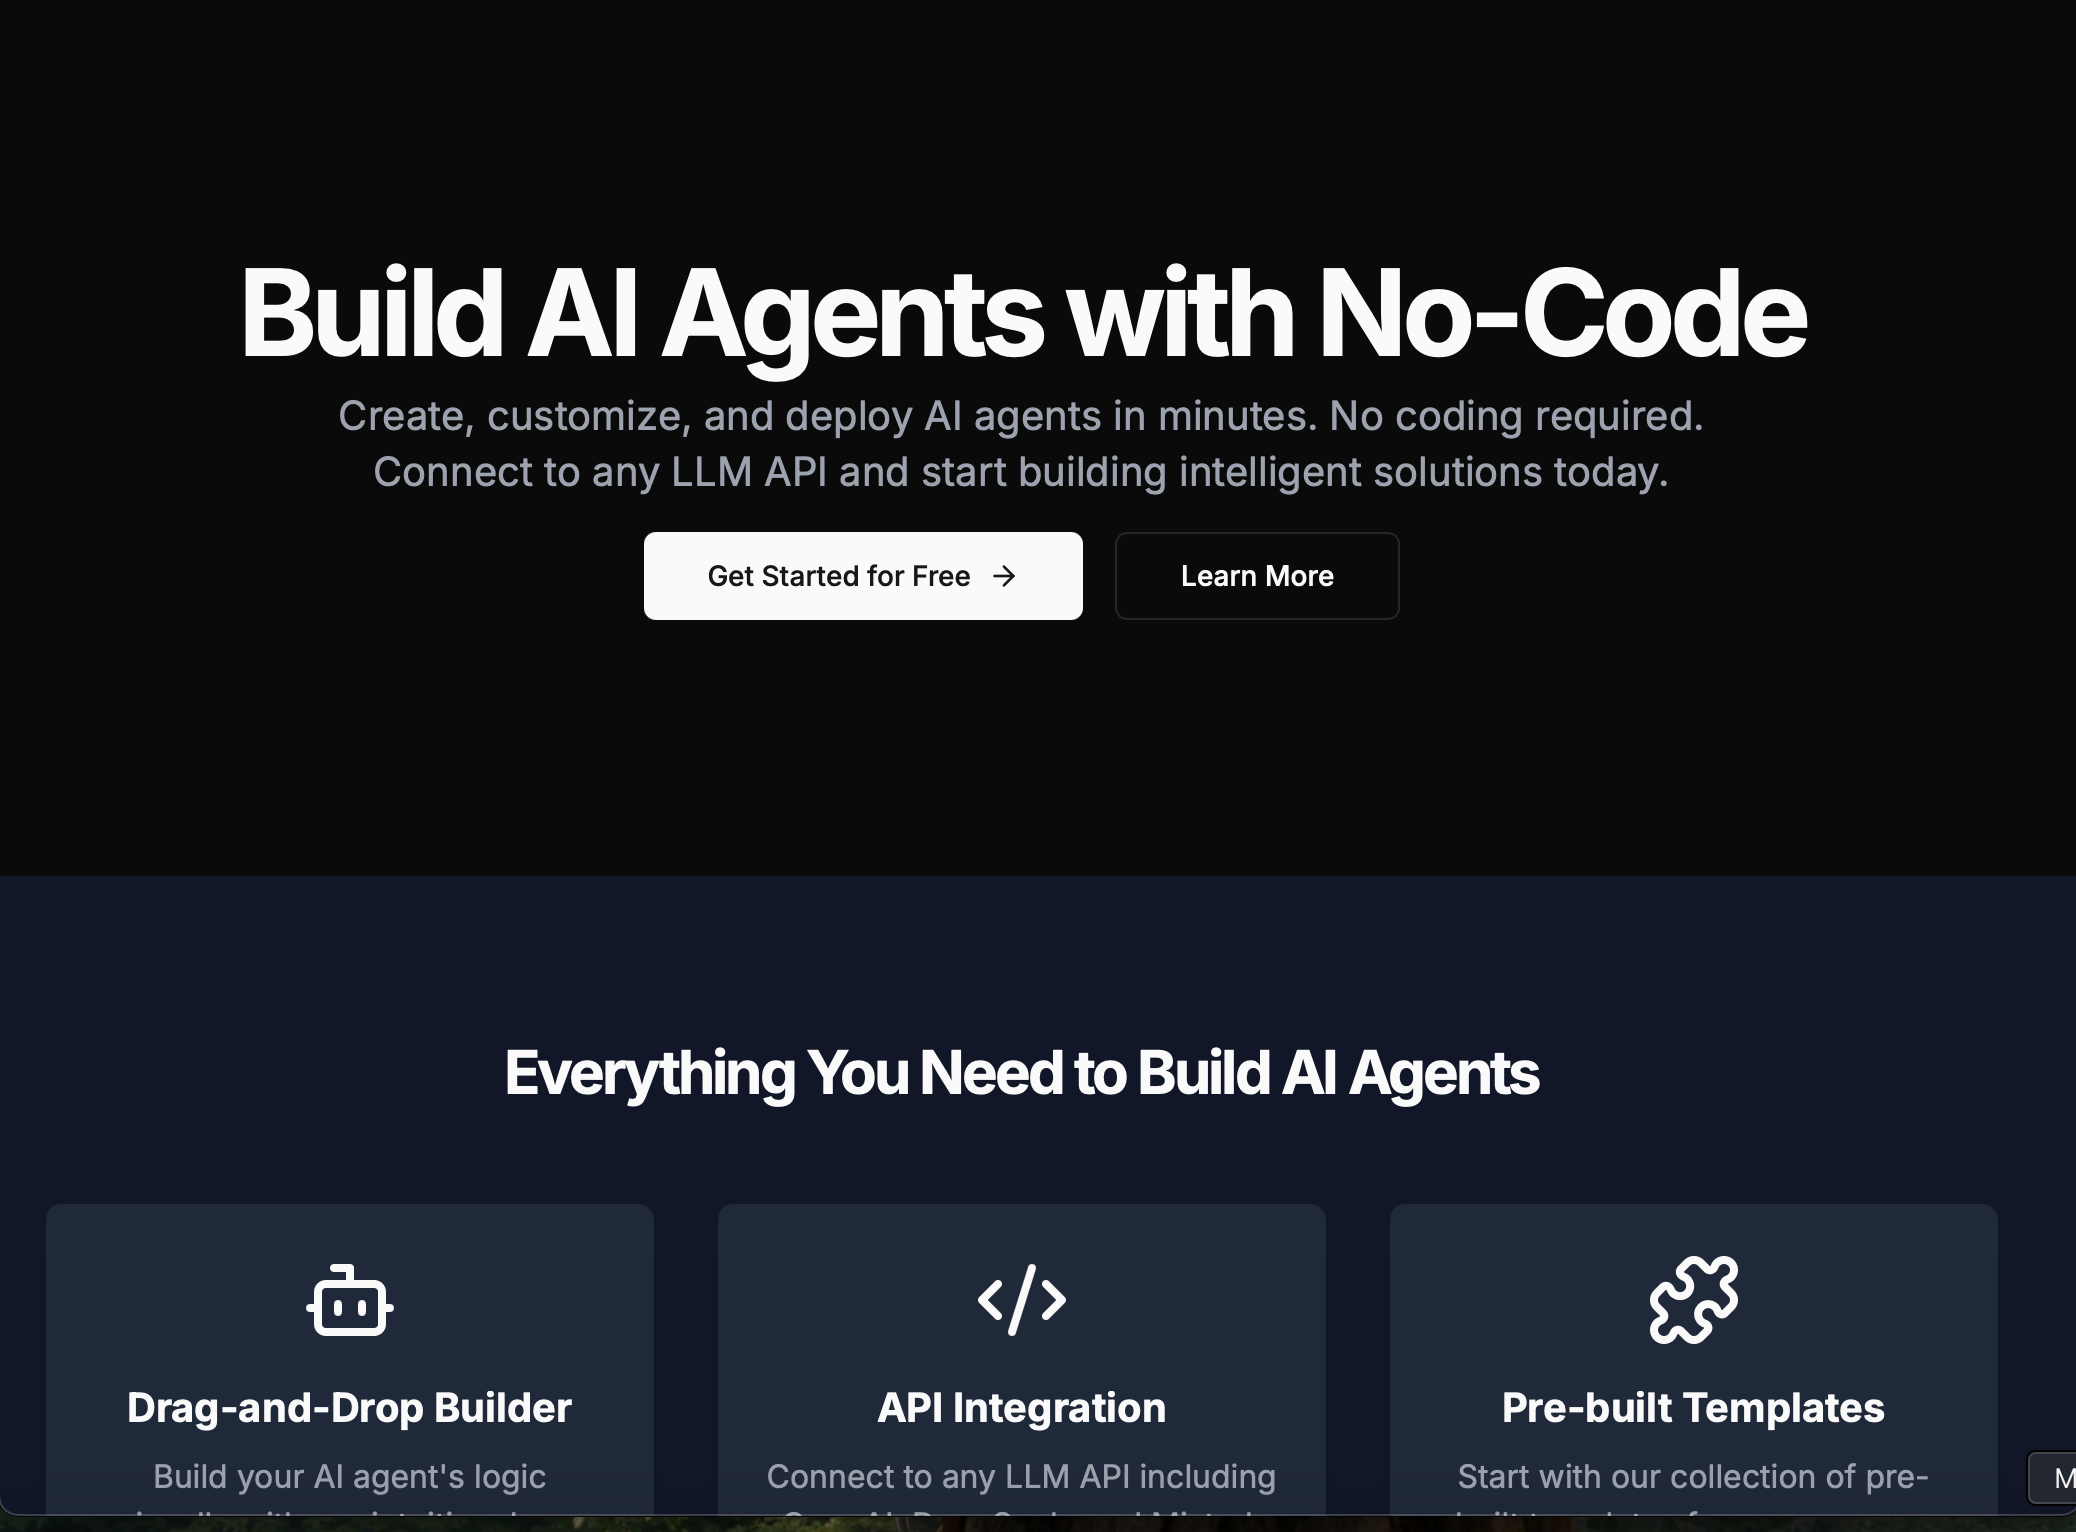 Build AI Agents with No-Code
Create, customize, and deploy AI agents in minutes. No coding required.
Connect to any LLM API and start building intelligent solutions today.
Get Started for Free →
Learn More
Everything You Need to Build AI Agents
Drag-and-Drop Builder
Build your AI agent's logic
API Integration
Connect to any LLM API including
Pre-built Templates
Start with our collection of pre-